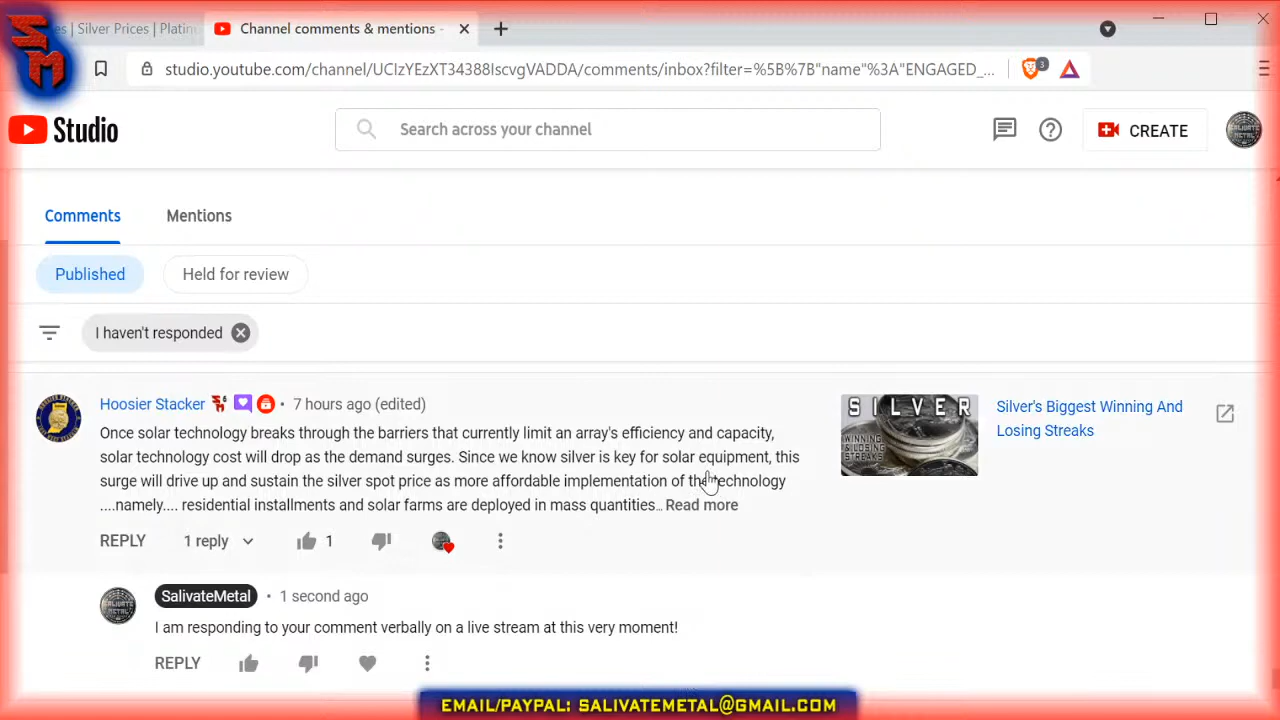 SM
es | Silver Prices | Platinu
Channel comments & mentions -
studio.youtube.com/channel/UCIzYEzXT34388IscvgVADDA/comments/inbox?filter=%5B%7B"name"%3A"ENGAGED_...
3
Studio
Search across your channel
CREATE
Comments
Mentions
Published
Held for review
I haven't responded
Hoosier Stacker • 7 hours ago (edited)
Once solar technology breaks through the barriers that currently limit an array's efficiency and capacity,
solar technology cost will drop as the demand surges. Since we know silver is key for solar equipment, this
surge will drive up and sustain the silver spot price as more affordable implementation of the technology
....namely.... residential installments and solar farms are deployed in mass quantities… Read more
SILVER
WINNING
& LOSING
STREAKS
Silver's Biggest Winning And
Losing Streaks
REPLY
1 reply
1
SalivateMetal • 1 second ago
I am responding to your comment verbally on a live stream at this very moment!
REPLY
EMAIL/PAYPAL: SALIVATEMETAL@GMAIL.COM